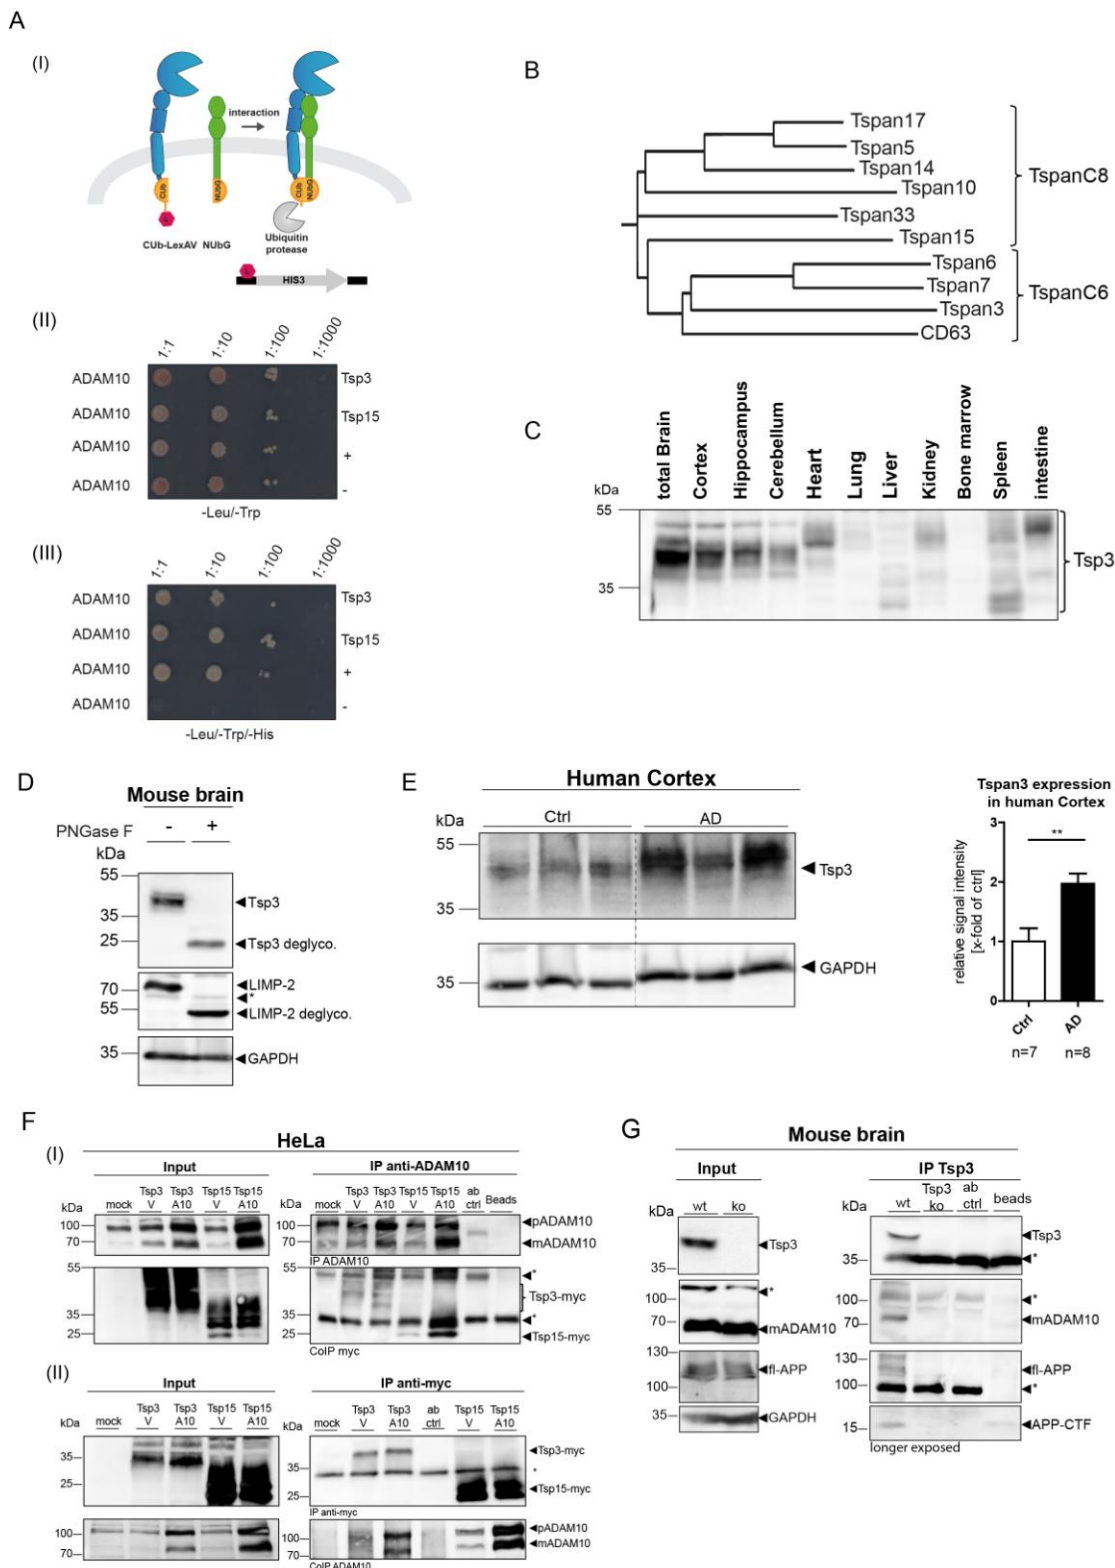 A
(I)
interaction
CUb
NUbG
CUb
NUbG
L
CUb-LexAV NUbG
Ubiquitin
protease
L
HIS3
(II)
1:1 1:10 1:100 1:1000
ADAM10 Tsp3
ADAM10 Tsp15
ADAM10 +
ADAM10 -
-Leu/-Trp
(III)
1:1 1:10 1:100 1:1000
ADAM10 Tsp3
ADAM10 Tsp15
ADAM10 +
ADAM10 -
-Leu/-Trp/-His
B
Tspan17
Tspan5
Tspan14
Tspan10
Tspan33
Tspan15
TspanC8
Tspan6
Tspan7
Tspan3
CD63
TspanC6
C
total Brain Cortex Hippocampus Cerebellum Heart Lung Liver Kidney Bone marrow Spleen intestine
kDa
55
35
Tsp3
D
Mouse brain
PNGase F - +
kDa
55
35
25
Tsp3
Tsp3 deglyco.
70
55
LIMP-2
*
LIMP-2 deglyco.
35
GAPDH
E
Human Cortex
kDa Ctrl AD
55
35
Tsp3
35
GAPDH
Tspan3 expression
in human Cortex
relative signal intensity
[x-fold of ctrl]
3
2
1
0
**
Ctrl AD
n=7 n=8
F
HeLa
(I)
Input IP anti-ADAM10
kDa mock Tsp3 V Tsp3 A10 Tsp15 V Tsp15 A10
kDa mock Tsp3 V Tsp3 A10 Tsp15 V Tsp15 A10 ab ctrl Beads
100 100 pADAM10
70 70 mADAM10
IP ADAM10
55 55 *
Tsp3-myc
35 35 *
25 25 Tsp15-myc
CoIP myc
(II)
Input IP anti-myc
kDa mock Tsp3 V Tsp3 A10 Tsp15 V Tsp15 A10
kDa mock Tsp3 V Tsp3 A10 ab ctrl Tsp15 V Tsp15 A10
Tsp3-myc
35 35 *
25 25 Tsp15-myc
IP anti-myc
100 100 pADAM10
70 70 mADAM10
CoIP ADAM10
G
Mouse brain
Input IP Tsp3
kDa wt ko
kDa wt Tsp3 ko ab ctrl beads
Tsp3 Tsp3
35 35 *
100 * 100 *
70 mADAM10 70 mADAM10
130 fl-APP 130 fl-APP
100 100 *
35 GAPDH 15 APP-CTF
longer exposed